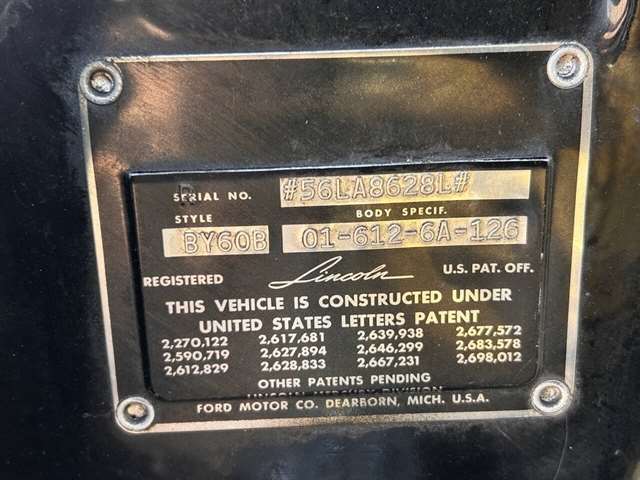 R
SERIAL NO. #56LA8628L#
STYLE BODY SPECIF.
BY60B 01-612-6A-126
REGISTERED Lincoln U.S. PAT. OFF.
THIS VEHICLE IS CONSTRUCTED UNDER
UNITED STATES LETTERS PATENT
2,270,122 2,617,681 2,639,938 2,677,572
2,590,719 2,627,894 2,646,299 2,683,578
2,612,829 2,628,833 2,667,231 2,698,012
OTHER PATENTS PENDING
FORD MOTOR CO. DEARBORN, MICH. U.S.A.